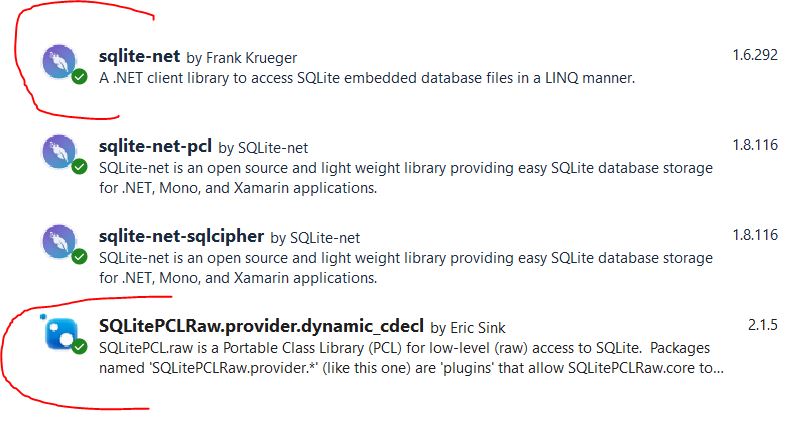 sqlite-net by Frank Krueger 1.6.292
A .NET client library to access SQLite embedded database files in a LINQ manner.
sqlite-net-pcl by SQLite-net 1.8.116
SQLite-net is an open source and light weight library providing easy SQLite database storage
for .NET, Mono, and Xamarin applications.
sqlite-net-sqlcipher by SQLite-net 1.8.116
SQLite-net is an open source and light weight library providing easy SQLite database storage
for .NET, Mono, and Xamarin applications.
SQLitePCLRaw.provider.dynamic_cdecl by Eric Sink 2.1.5
SQLitePCL.raw is a Portable Class Library (PCL) for low-level (raw) access to SQLite. Packages
named 'SQLitePCLRaw.provider.*' (like this one) are 'plugins' that allow SQLitePCLRaw.core to...